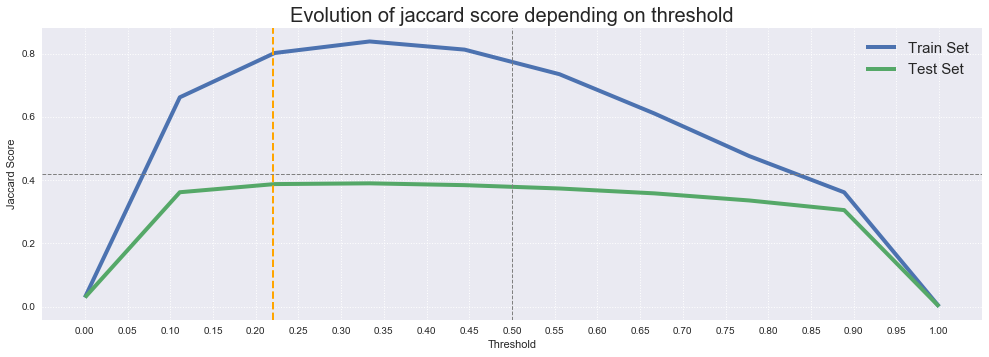 Evolution of jaccard score depending on threshold
Train Set
Test Set
Jaccard Score
0.8
0.6
0.4
0.2
0.0
0.00 0.05 0.10 0.15 0.20 0.25 0.30 0.35 0.40 0.45 0.50 0.55 0.60 0.65 0.70 0.75 0.80 0.85 0.90 0.95 1.00
Threshold